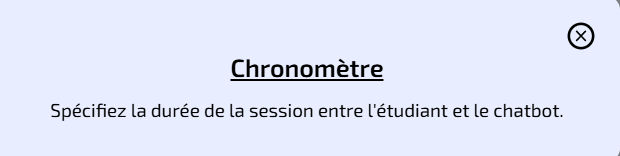 Chronomètre
Spécifiez la durée de la session entre l'étudiant et le chatbot.